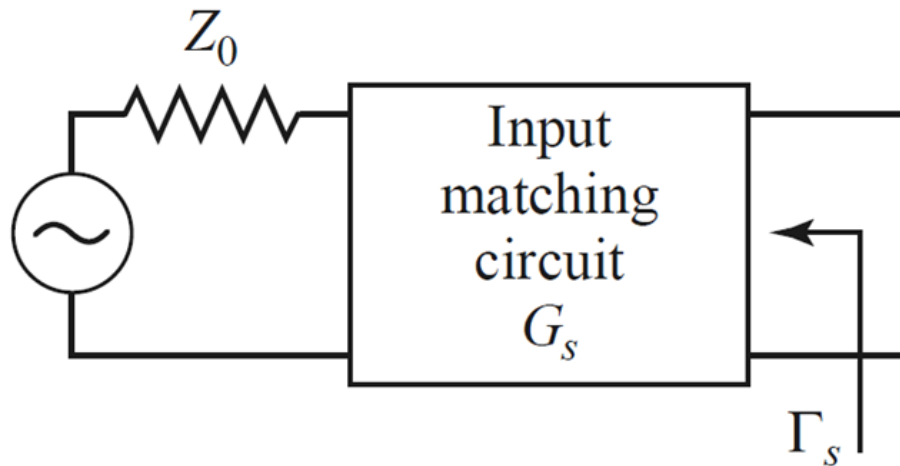 Z₀
Input
matching
circuit
Gₛ
Γₛ